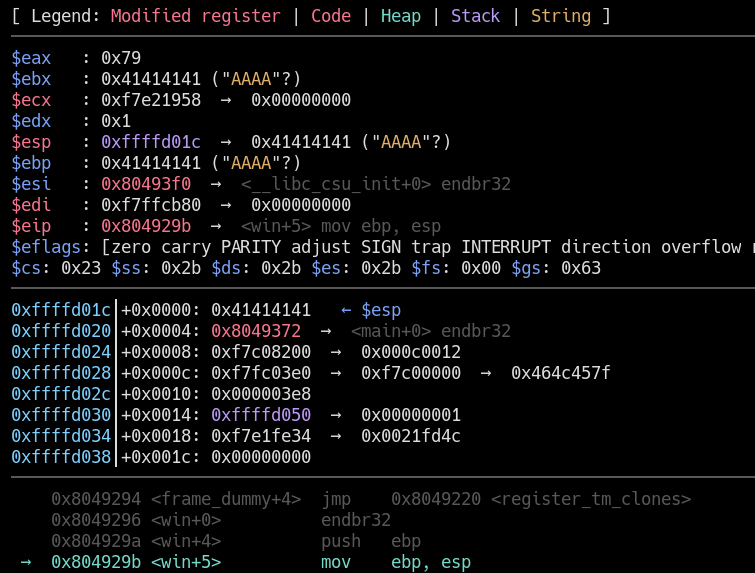 [ Legend: Modified register | Code | Heap | Stack | String ]
$eax   : 0x79
$ebx   : 0x41414141 ("AAAA"?)
$ecx   : 0xf7e21958  →  0x00000000
$edx   : 0x1
$esp   : 0xffffd01c  →  0x41414141 ("AAAA"?)
$ebp   : 0x41414141 ("AAAA"?)
$esi   : 0x80493f0  →  <__libc_csu_init+0> endbr32
$edi   : 0xf7ffcb80  →  0x00000000
$eip   : 0x804929b  →  <win+5> mov ebp, esp
$eflags: [zero carry PARITY adjust SIGN trap INTERRUPT direction overflow
$cs: 0x23 $ss: 0x2b $ds: 0x2b $es: 0x2b $fs: 0x00 $gs: 0x63
0xffffd01c│+0x0000: 0x41414141   ← $esp
0xffffd020│+0x0004: 0x8049372  →  <main+0> endbr32
0xffffd024│+0x0008: 0xf7c08200  →  0x000c0012
0xffffd028│+0x000c: 0xf7fc03e0  →  0xf7c00000  →  0x464c457f
0xffffd02c│+0x0010: 0x000003e8
0xffffd030│+0x0014: 0xffffd050  →  0x00000001
0xffffd034│+0x0018: 0xf7e1fe34  →  0x0021fd4c
0xffffd038│+0x001c: 0x00000000
0x8049294 <frame_dummy+4>  jmp    0x8049220 <register_tm_clones>
0x8049296 <win+0>          endbr32
0x804929a <win+4>          push   ebp
→  0x804929b <win+5>          mov    ebp, esp